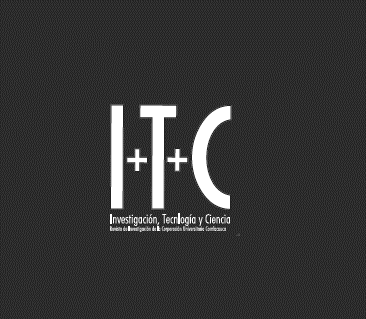 I+T+C
Investigación, Tecnlogía y Ciencia
Revista de Investigación de la Corporación Universitaria Comfacauca